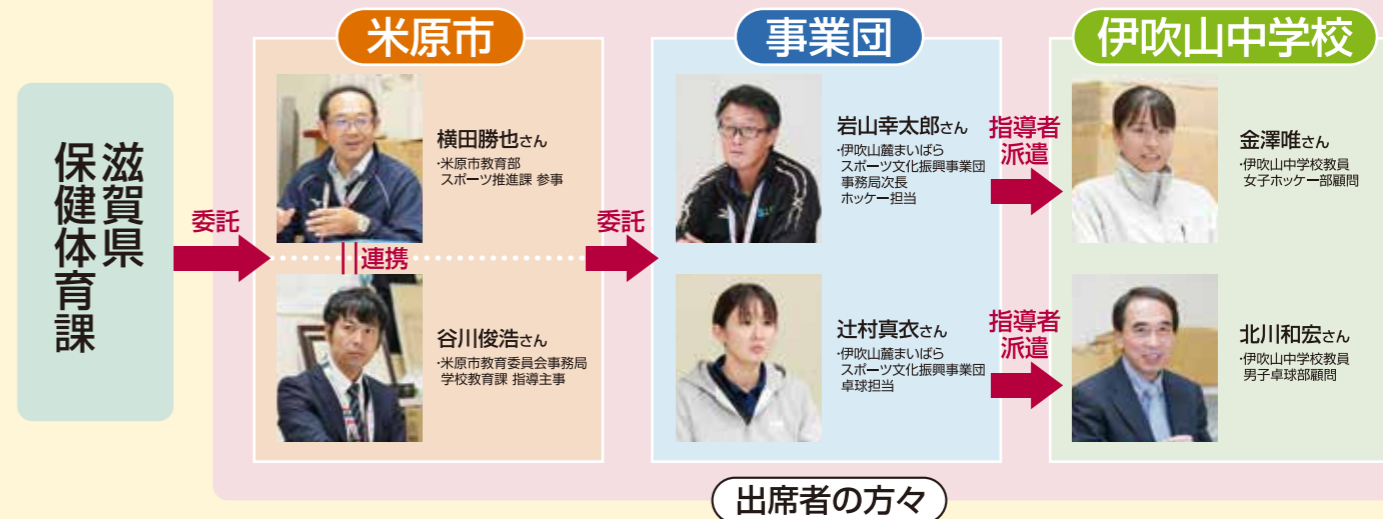 滋賀県
保健体育課
委託
米原市
横田勝也さん
・米原市教育部
スポーツ推進課 参事
連携
谷川俊浩さん
・米原市教育委員会事務局
学校教育課 指導主事
委託
事業団
岩山幸太郎さん
・伊吹山麓まいばら
スポーツ文化振興事業団
事務局次長
ホッケー担当
指導者
派遣
辻村真衣さん
・伊吹山麓まいばら
スポーツ文化振興事業団
卓球担当
指導者
派遣
伊吹山中学校
金澤唯さん
・伊吹山中学校教員
女子ホッケー部顧問
北川和宏さん
・伊吹山中学校教員
男子卓球部顧問
出席者の方々